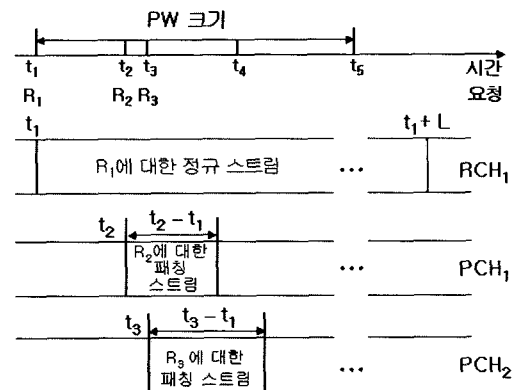 PW 크기
t₁ t₂ t₃ t₄ t₅ 시간
R₁ R₂ R₃ 요청
t₁ t₁ + L
R₁에 대한 정규 스트림 ... RCH₁
t₂ t₂ − t₁
R₂에 대한
패칭
스트림
... PCH₁
t₃ t₃ − t₁
R₃에 대한
패칭 스트림
... PCH₂